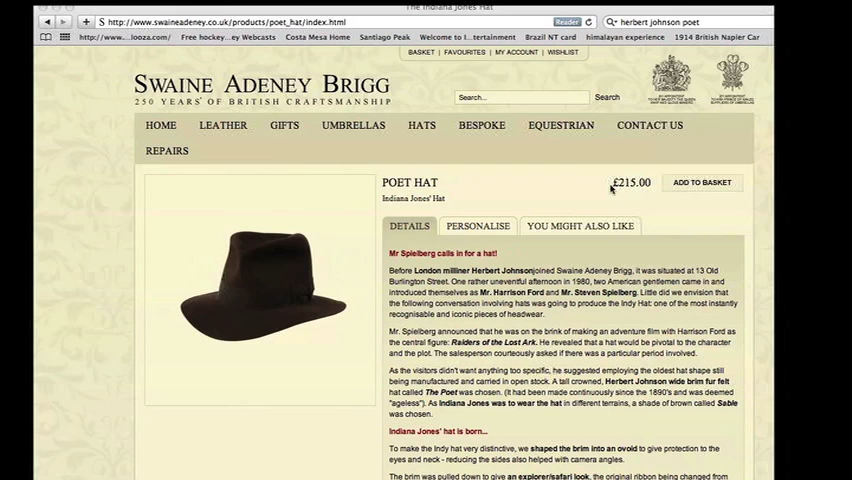 The Indiana Jones Hat
http://www.swaineadeney.co.uk/products/poet_hat/index.html
Reader
herbert johnson poet
http://www....looza.com/
Free hockey...ey Webcasts
Costa Mesa Home
Santiago Peak
Welcome to l...tertainment
Brazil NT card
himalayan experience
1914 British Napier Car
BASKET | FAVOURITES | MY ACCOUNT | WISHLIST
SWAINE ADENEY BRIGG
250 YEARS' OF BRITISH CRAFTSMANSHIP
Search...
Search
HOME
LEATHER
GIFTS
UMBRELLAS
HATS
BESPOKE
EQUESTRIAN
CONTACT US
REPAIRS
POET HAT
£215.00
ADD TO BASKET
Indiana Jones' Hat
DETAILS
PERSONALISE
YOU MIGHT ALSO LIKE
Mr Spielberg calls in for a hat!
Before London milliner Herbert Johnsonjoined Swaine Adeney Brigg, it was situated at 13 Old
Burlington Street. One rather uneventful afternoon in 1980, two American gentlemen came in and
introduced themselves as Mr. Harrison Ford and Mr. Steven Spielberg. Little did we envision that
the following conversation involving hats was going to produce the Indy Hat: one of the most instantly
recognisable and iconic pieces of headwear.
Mr. Spielberg announced that he was on the brink of making an adventure film with Harrison Ford as
the central figure: Raiders of the Lost Ark. He revealed that a hat would be pivotal to the character
and the plot. The salesperson courteously asked if there was a particular period involved.
As the visitors didn't want anything too specific, he suggested employing the oldest hat shape still
being manufactured and carried in open stock. A tall crowned, Herbert Johnson wide brim fur felt
hat called The Poet was chosen. (It had been made continuously since the 1890's and was deemed
"ageless"). As Indiana Jones was to wear the hat in different terrains, a shade of brown called Sable
was chosen.
Indiana Jones' hat is born...
To make the Indy hat very distinctive, we shaped the brim into an ovoid to give protection to the
eyes and neck - reducing the sides also helped with camera angles.
The brim was pulled down to give an explorer/safari look, the original ribbon being changed from